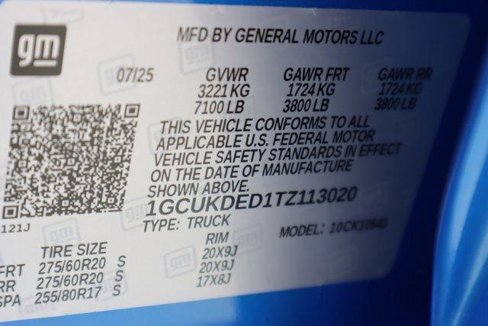 gm
MFD BY GENERAL MOTORS LLC
07/25 GVWR GAWR FRT GAWR RR
3221 KG 1724 KG 1724 KG
7100 LB 3800 LB 3800 LB
THIS VEHICLE CONFORMS TO ALL
APPLICABLE U.S. FEDERAL MOTOR
VEHICLE SAFETY STANDARDS IN EFFECT
ON THE DATE OF MANUFACTURE
SHOWN ABOVE.
1GCUKDED1TZ113020
121J
TYPE: TRUCK MODEL:
TIRE SIZE RIM
FRT 275/60R20 S 20X9J
RR 275/60R20 S 20X9J
SPA 255/80R17 S 17X8J